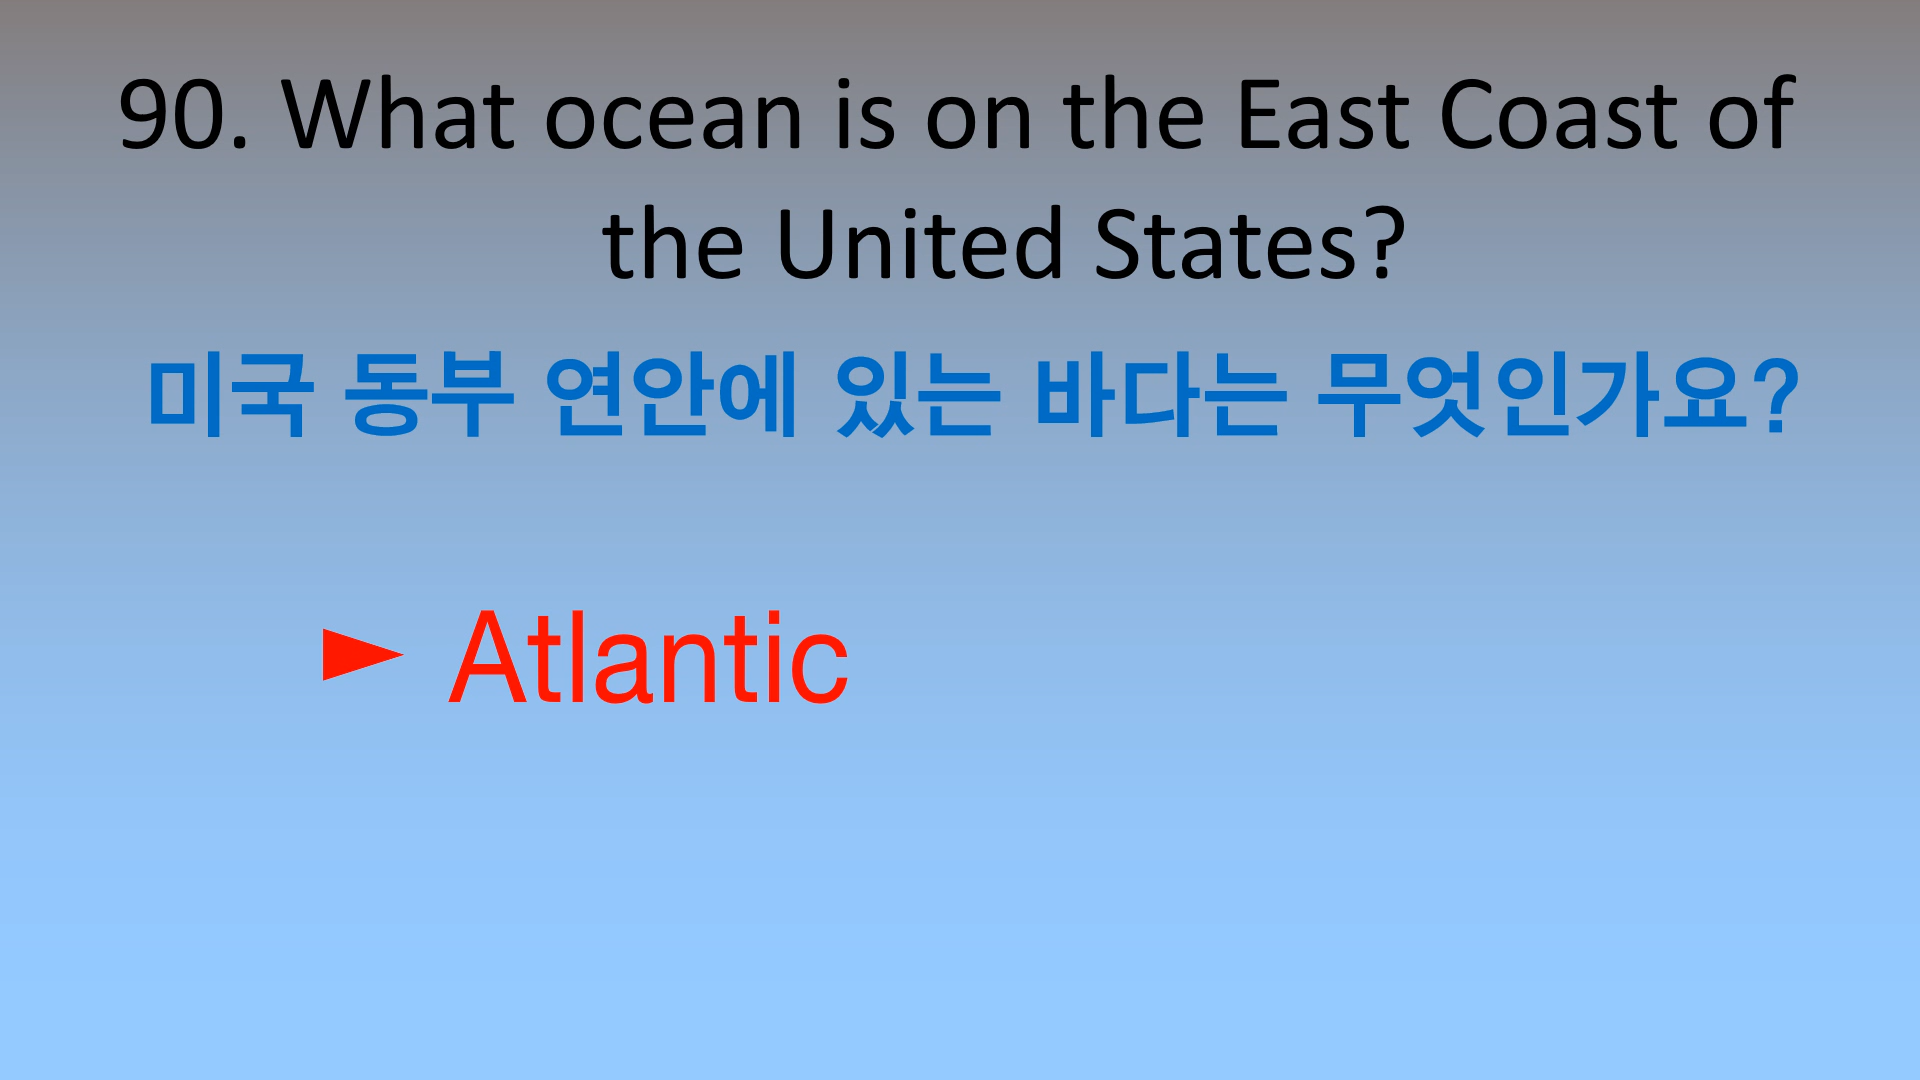 90. What ocean is on the East Coast of
the United States?
미국 동부 연안에 있는 바다는 무엇인가요?
► Atlantic